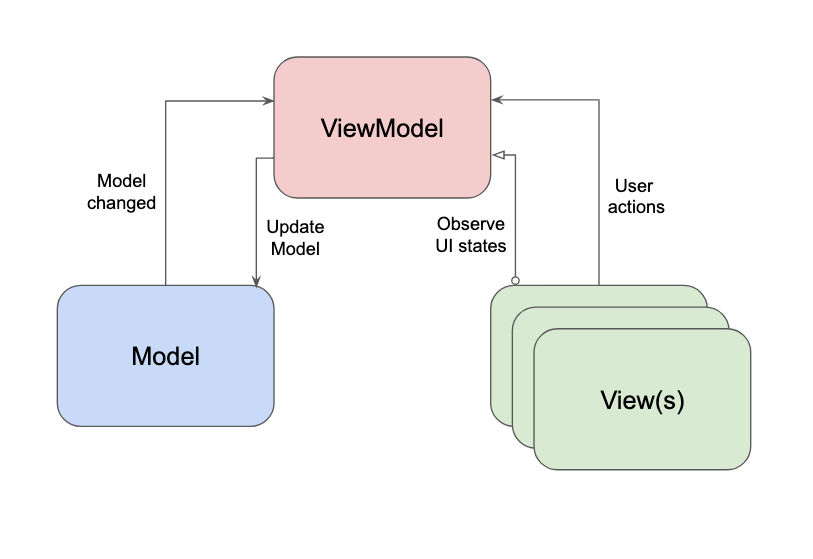 ViewModel
Model
changed
User
actions
Update
Model
Observe
UI states
Model
View(s)